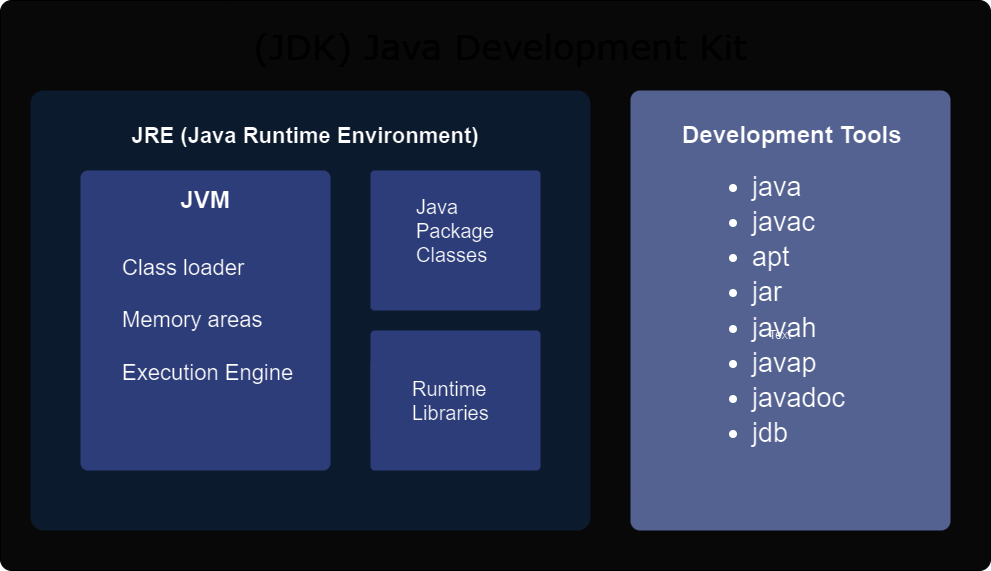 (JDK) Java Development Kit
JRE (Java Runtime Environment)
JVM
Class loader
Memory areas
Execution Engine
Java
Package
Classes
Runtime
Libraries
Development Tools
java
javac
apt
jar
javah
Text
javap
javadoc
jdb